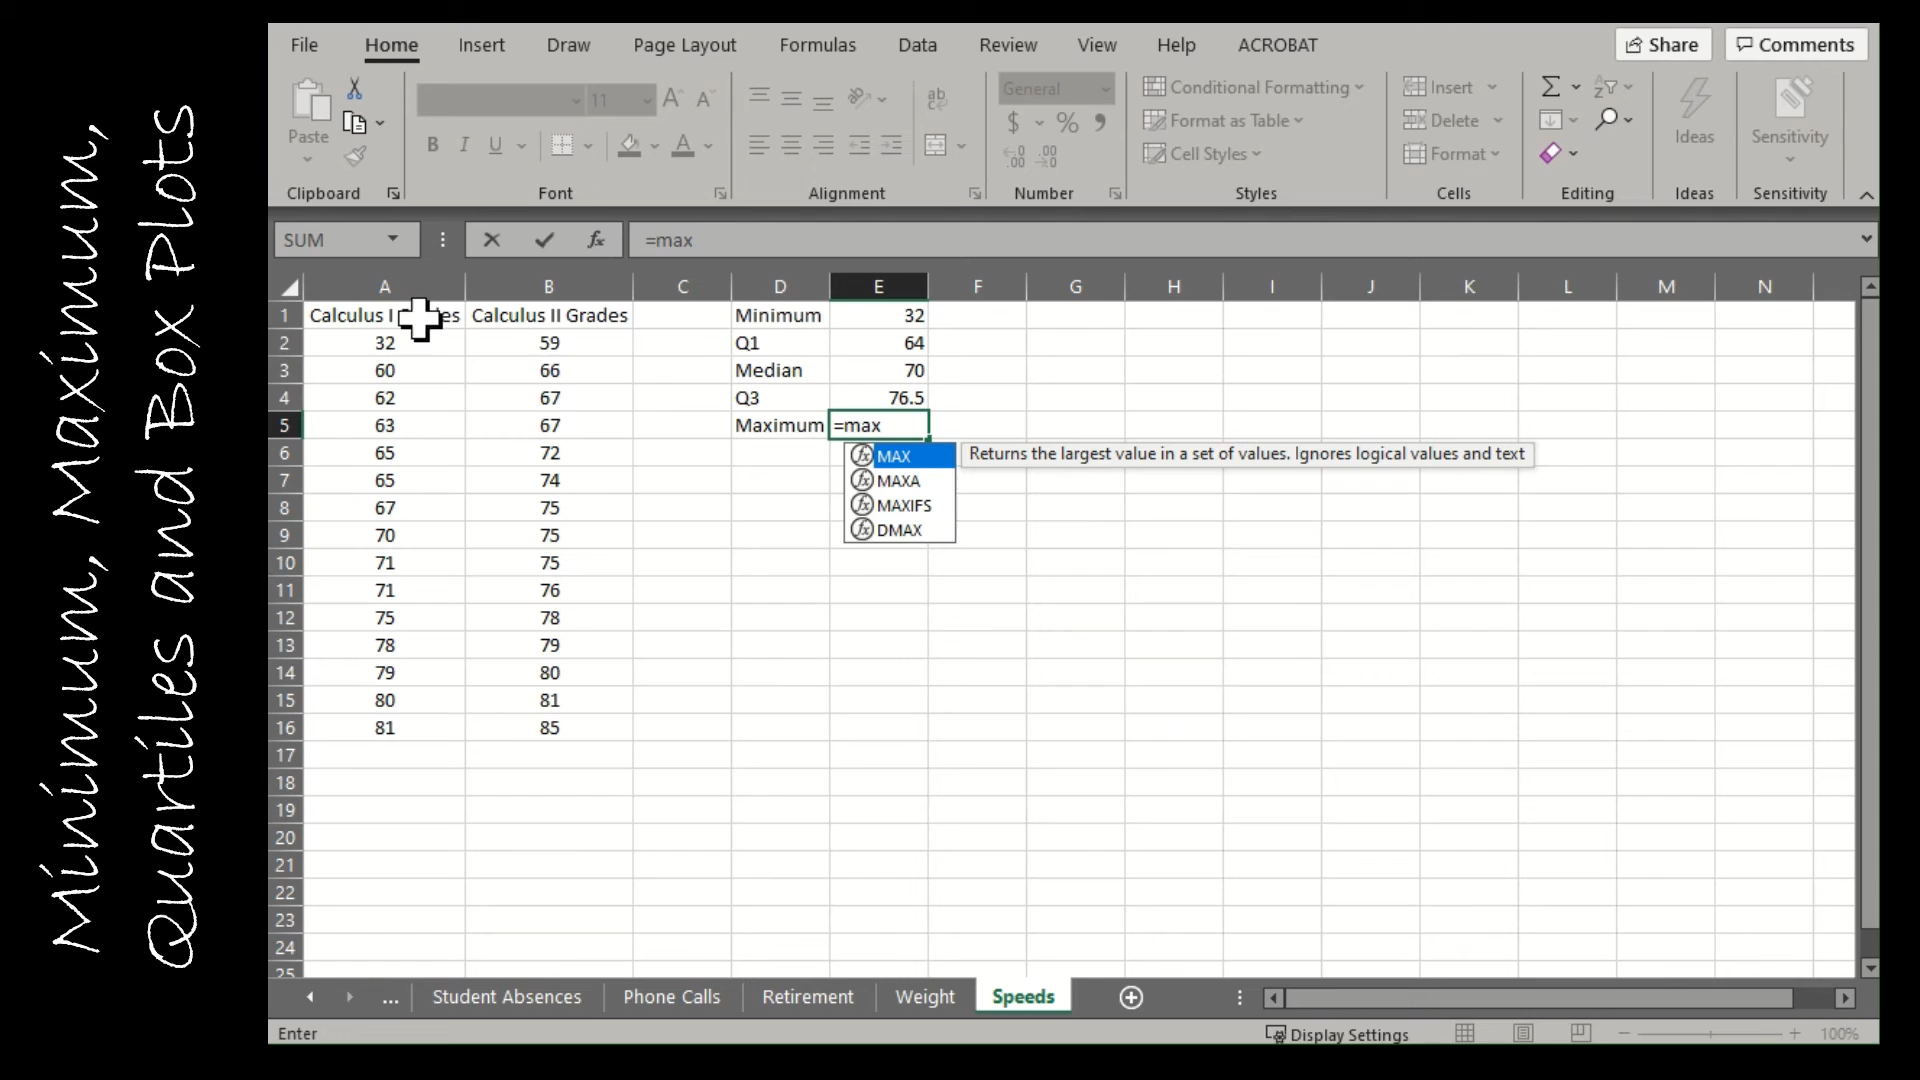 Minimum, Maximum,
Quartiles and Box Plots
File Home Insert Draw Page Layout Formulas Data Review View Help ACROBAT Share Comments
Paste 11 A A ab General $ % Conditional Formatting Format as Table Cell Styles Insert Delete Format Ideas Sensitivity
B I U A
Clipboard Font Alignment Number Styles Cells Editing Ideas Sensitivity
SUM fx =max
A B C D E F G H I J K L M N
1 Calculus I es Calculus II Grades Minimum 32
2 32 59 Q1 64
3 60 66 Median 70
4 62 67 Q3 76.5
5 63 67 Maximum =max
6 65 72 MAX Returns the largest value in a set of values. Ignores logical values and text
7 65 74 MAXA
8 67 75 MAXIFS
9 70 75 DMAX
10 71 75
11 71 76
12 75 78
13 78 79
14 79 80
15 80 81
16 81 85
17
18
19
20
21
22
23
24
25
... Student Absences Phone Calls Retirement Weight Speeds
Enter Display Settings 100%